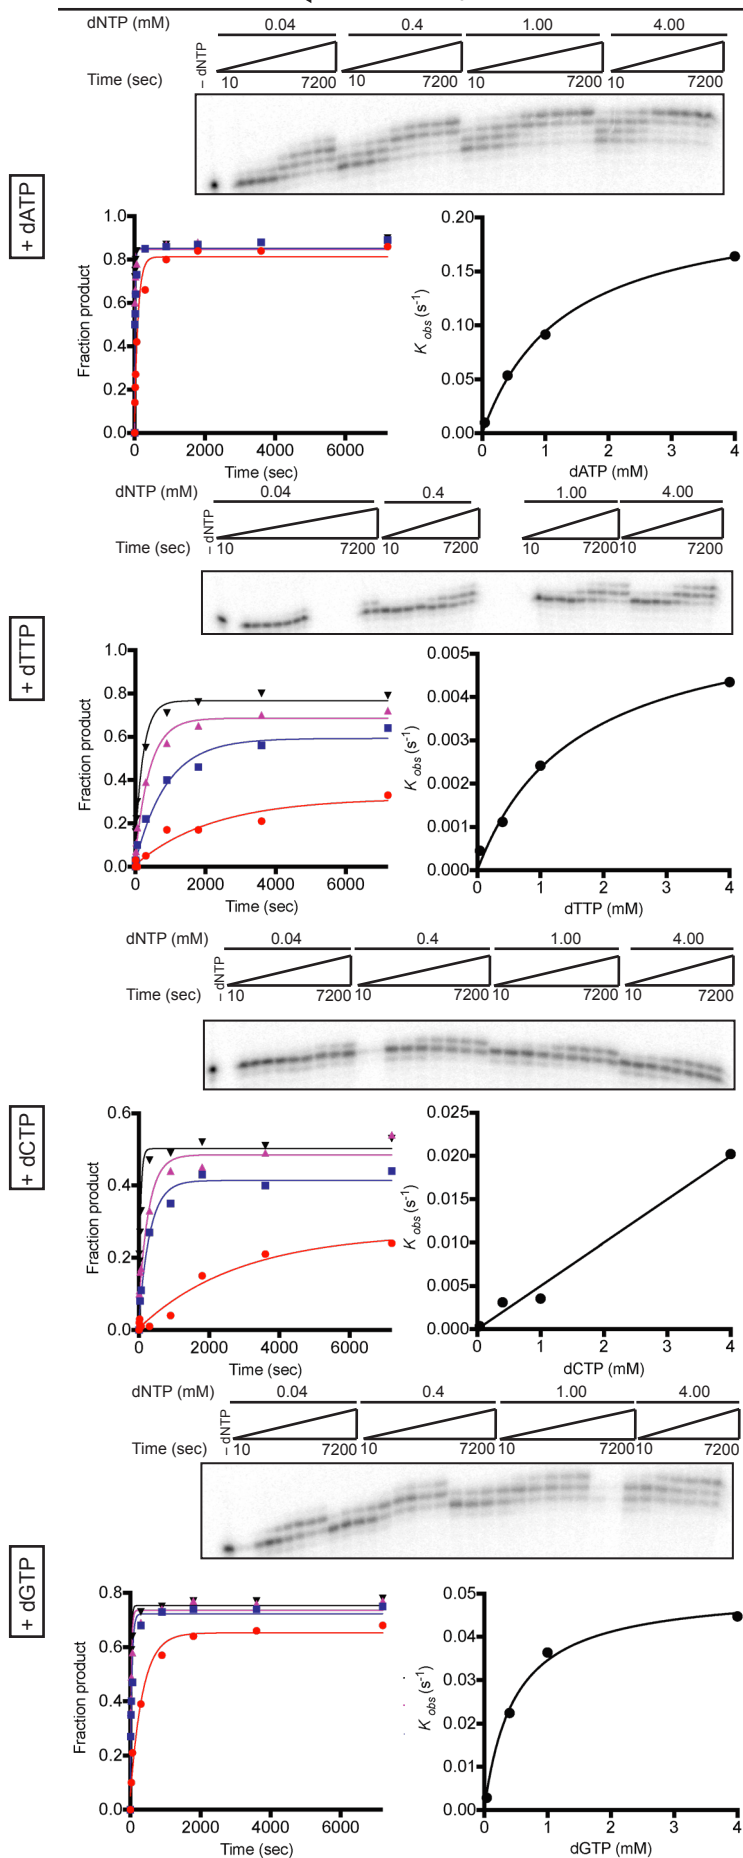 dNTP (mM) 0.04 0.4 1.00 4.00
– dNTP
Time (sec) 10 7200 10 7200 10 7200 10 7200
+ dATP
1.0
0.8
0.6
0.4
0.2
0.0
Fraction product
0 2000 4000 6000
Time (sec)
0.20
0.15
0.10
0.05
0.00
K obs (s-1)
0 1 2 3 4
dATP (mM)
dNTP (mM) 0.04 0.4 1.00 4.00
– dNTP
Time (sec) 10 7200 10 7200 10 7200 10 7200
+ dTTP
1.0
0.8
0.6
0.4
0.2
0.0
Fraction product
0 2000 4000 6000
Time (sec)
0.005
0.004
0.003
0.002
0.001
0.000
K obs (s-1)
0 1 2 3 4
dTTP (mM)
dNTP (mM) 0.04 0.4 1.00 4.00
– dNTP
Time (sec) 10 7200 10 7200 10 7200 10 7200
+ dCTP
0.6
0.4
0.2
0.0
Fraction product
0 2000 4000 6000
Time (sec)
0.025
0.020
0.015
0.010
0.005
0.000
K obs (s-1)
0 1 2 3 4
dCTP (mM)
dNTP (mM) 0.04 0.4 1.00 4.00
– dNTP
Time (sec) 10 7200 10 7200 10 7200 10 7200
+ dGTP
0.8
0.6
0.4
0.2
0.0
Fraction product
0 2000 4000 6000
Time (sec)
0.05
0.04
0.03
0.02
0.01
0.00
K obs (s-1)
0 1 2 3 4
dGTP (mM)